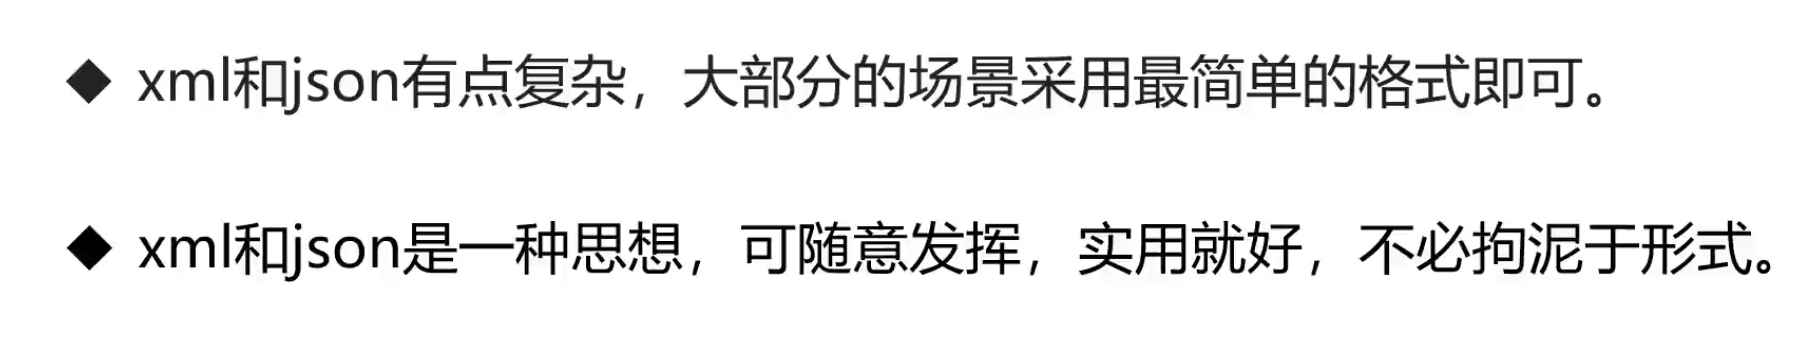 ◆ xml和json有点复杂，大部分的场景采用最简单的格式即可。
◆ xml和json是一种思想，可随意发挥，实用就好，不必拘泥于形式。